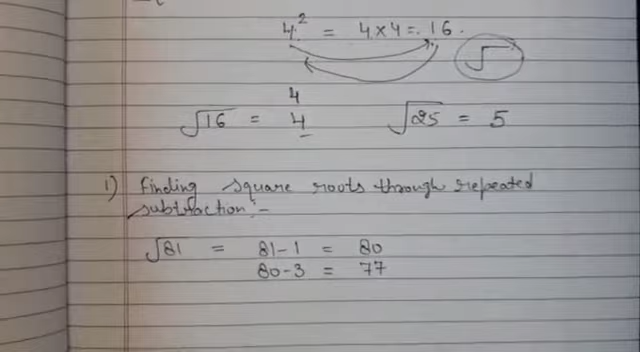 4² = 4×4 = 16.
√
4
√16 = 4
√25 = 5
1) Finding square roots through repeated
subtraction:-
√81 = 81-1 = 80
80-3 = 77